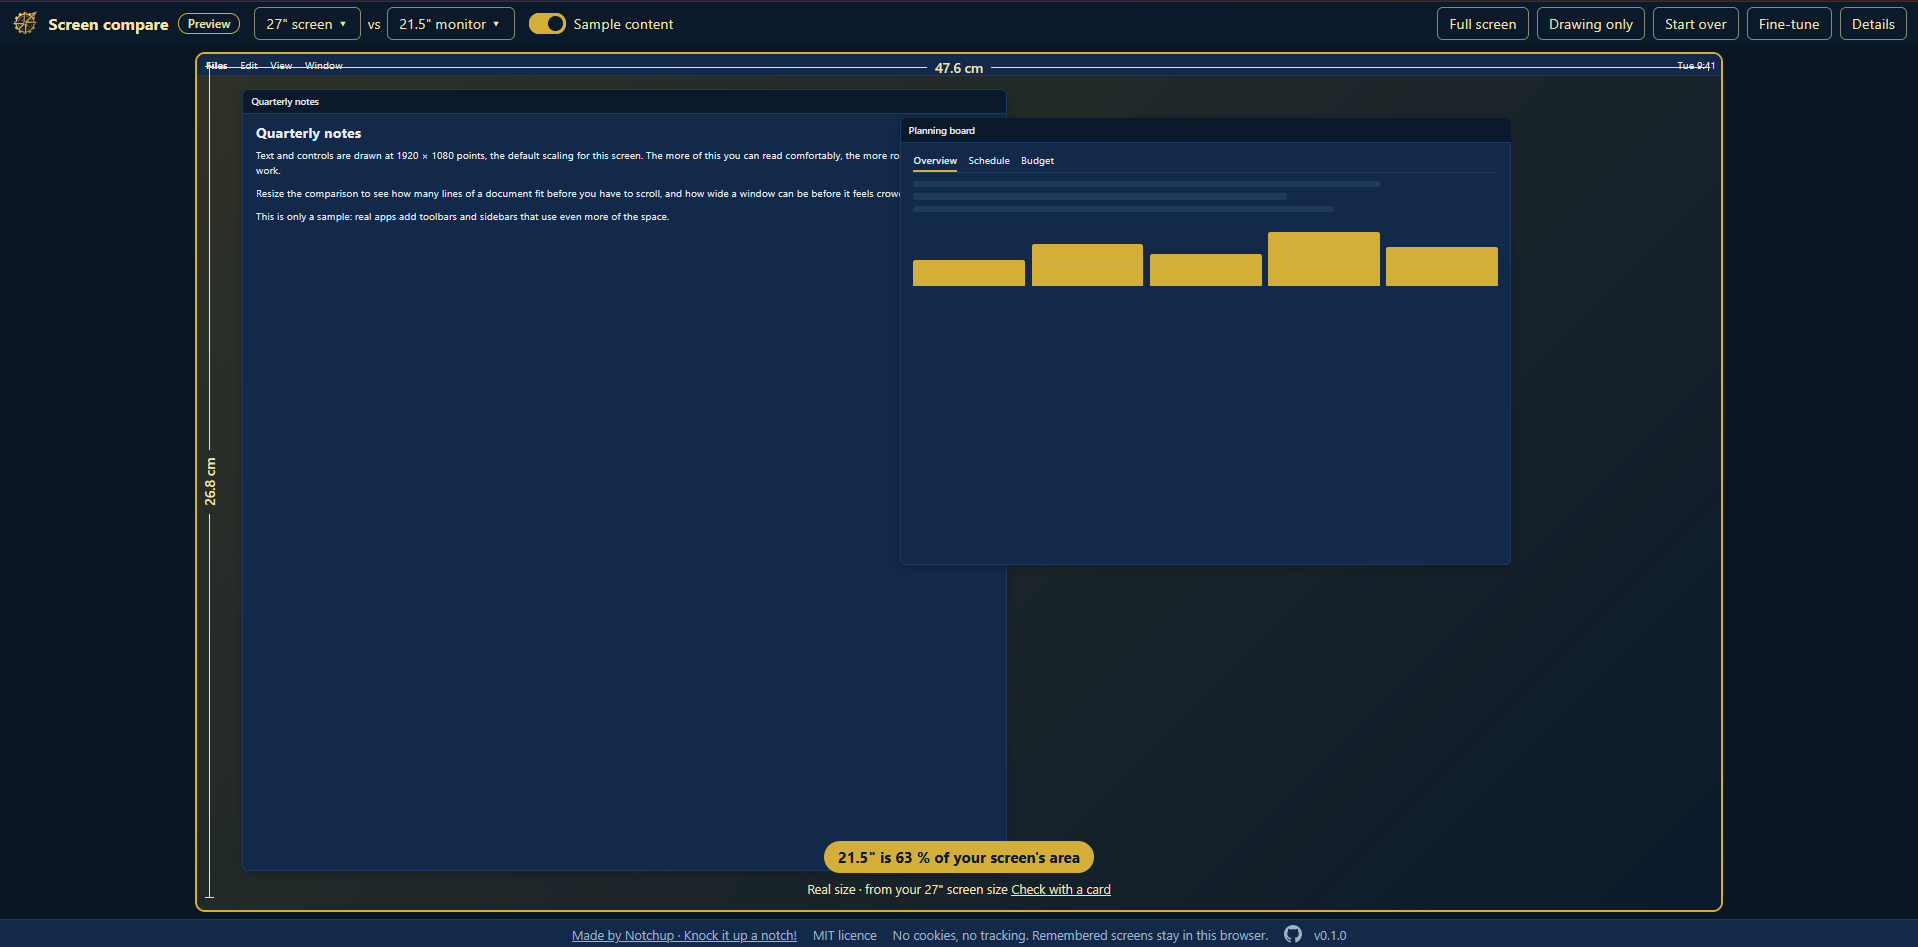 Screen compare Preview 27" screen ▾ vs 21.5" monitor ▾ Sample content Full screen Drawing only Start over Fine-tune Details
Files Edit View Window 47.6 cm Tue 9:41
Quarterly notes
Quarterly notes
Text and controls are drawn at 1920 × 1080 points, the default scaling for this screen. The more of this you can read comfortably, the more ro
work.
Resize the comparison to see how many lines of a document fit before you have to scroll, and how wide a window can be before it feels crow
This is only a sample: real apps add toolbars and sidebars that use even more of the space.
Planning board
Overview Schedule Budget
26.8 cm
21.5" is 63 % of your screen's area
Real size · from your 27" screen size Check with a card
Made by Notchup · Knock it up a notch! MIT licence No cookies, no tracking. Remembered screens stay in this browser. v0.1.0